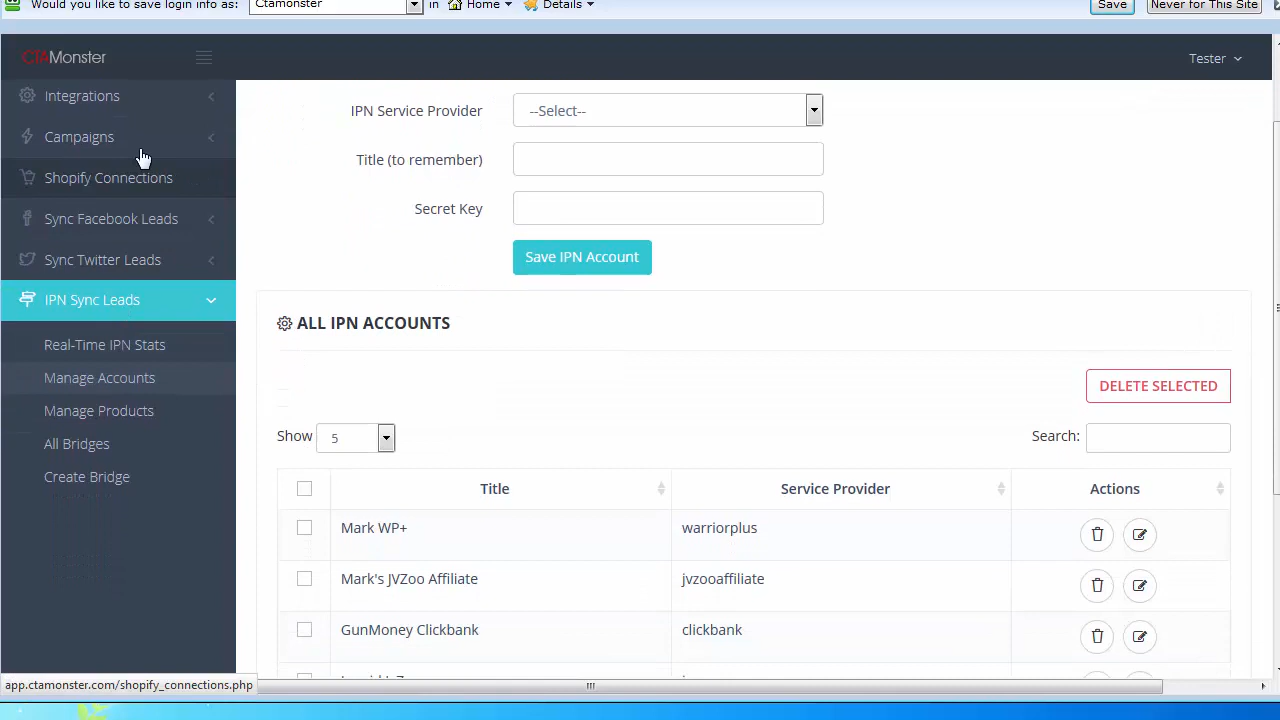 Would you like to save login info as: Ctamonster in Home Details Save Never for This Site
CTAMonster Tester
Integrations
Campaigns
Shopify Connections
Sync Facebook Leads
Sync Twitter Leads
IPN Sync Leads
Real-Time IPN Stats
Manage Accounts
Manage Products
All Bridges
Create Bridge
IPN Service Provider --Select--
Title (to remember)
Secret Key
Save IPN Account
ALL IPN ACCOUNTS
DELETE SELECTED
Show 5 Search:
Title Service Provider Actions
Mark WP+ warriorplus
Mark's JVZoo Affiliate jvzooaffiliate
GunMoney Clickbank clickbank
app.ctamonster.com/shopify_connections.php